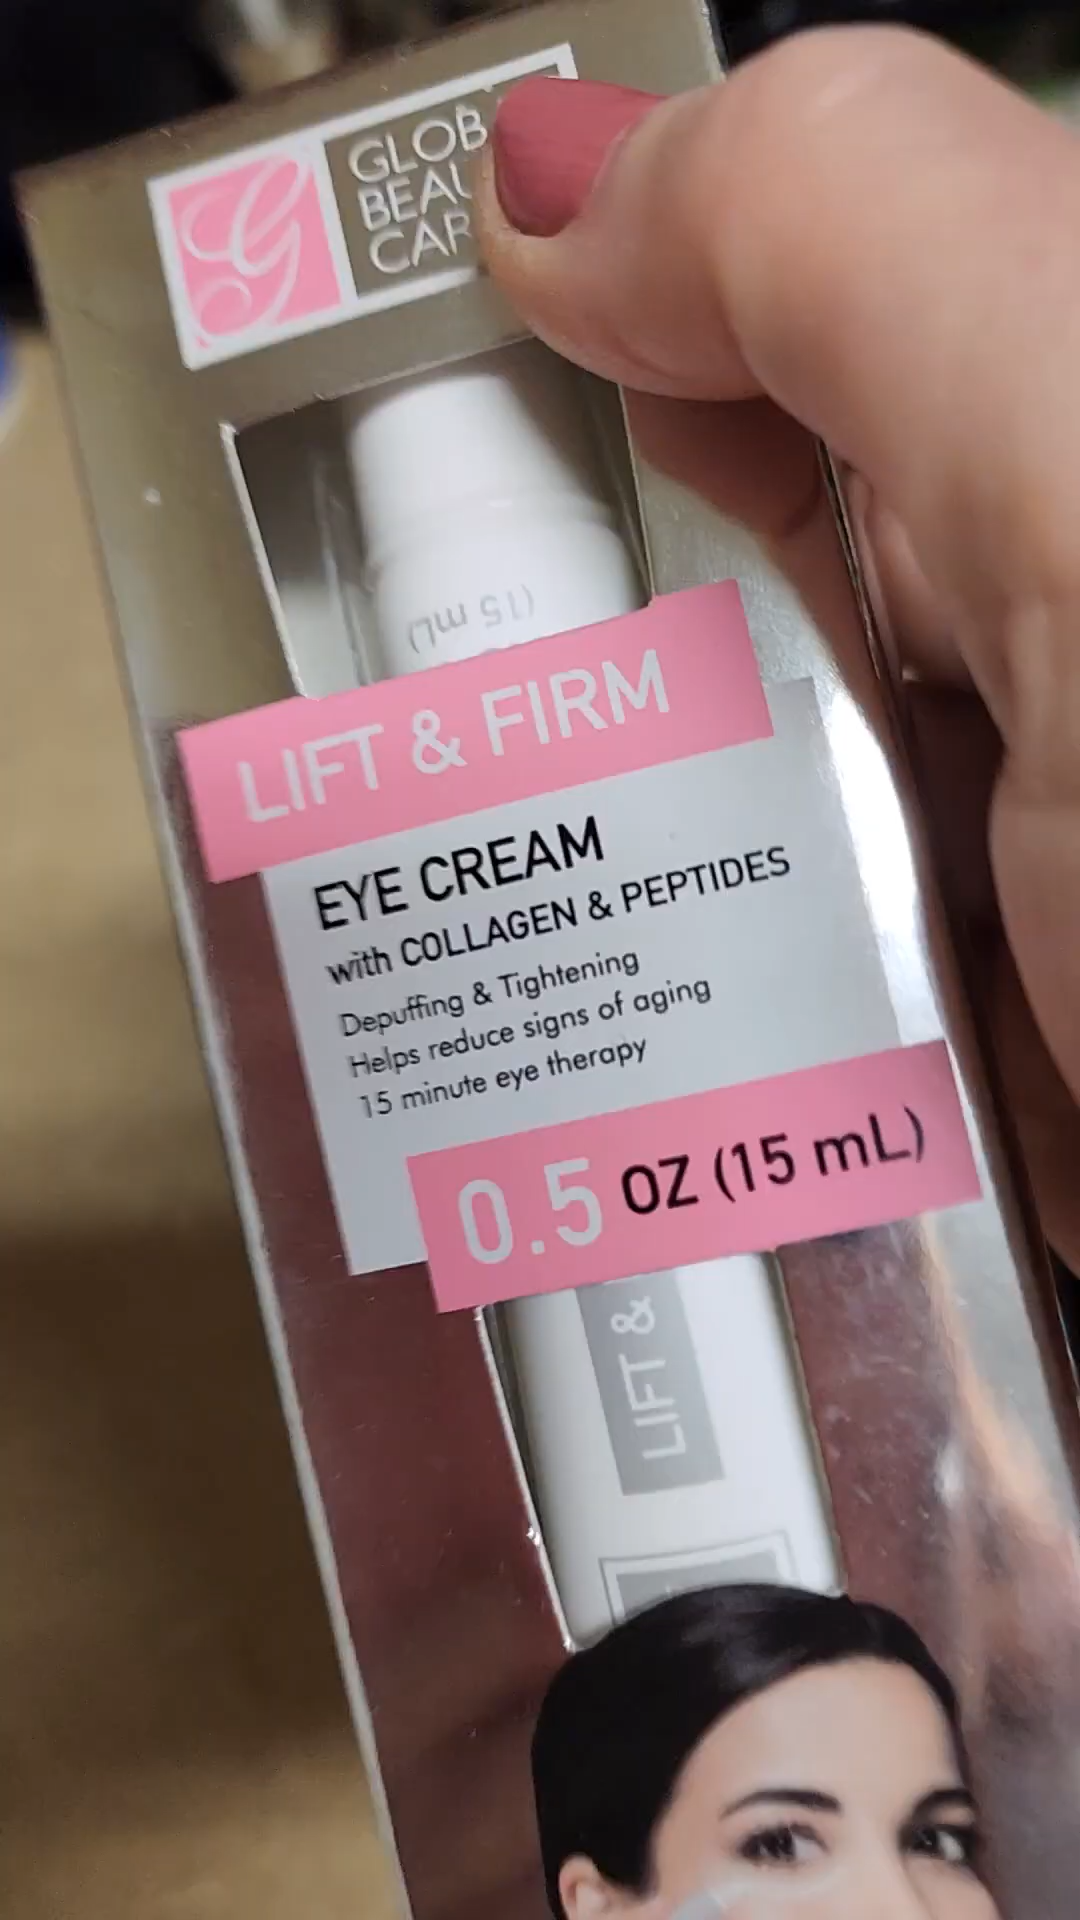 G
GLOB
BEAU
CAR
(15 mL)
LIFT & FIRM
EYE CREAM
with COLLAGEN & PEPTIDES
Depuffing & Tightening
Helps reduce signs of aging
15 minute eye therapy
0.5 OZ (15 mL)
LIFT &